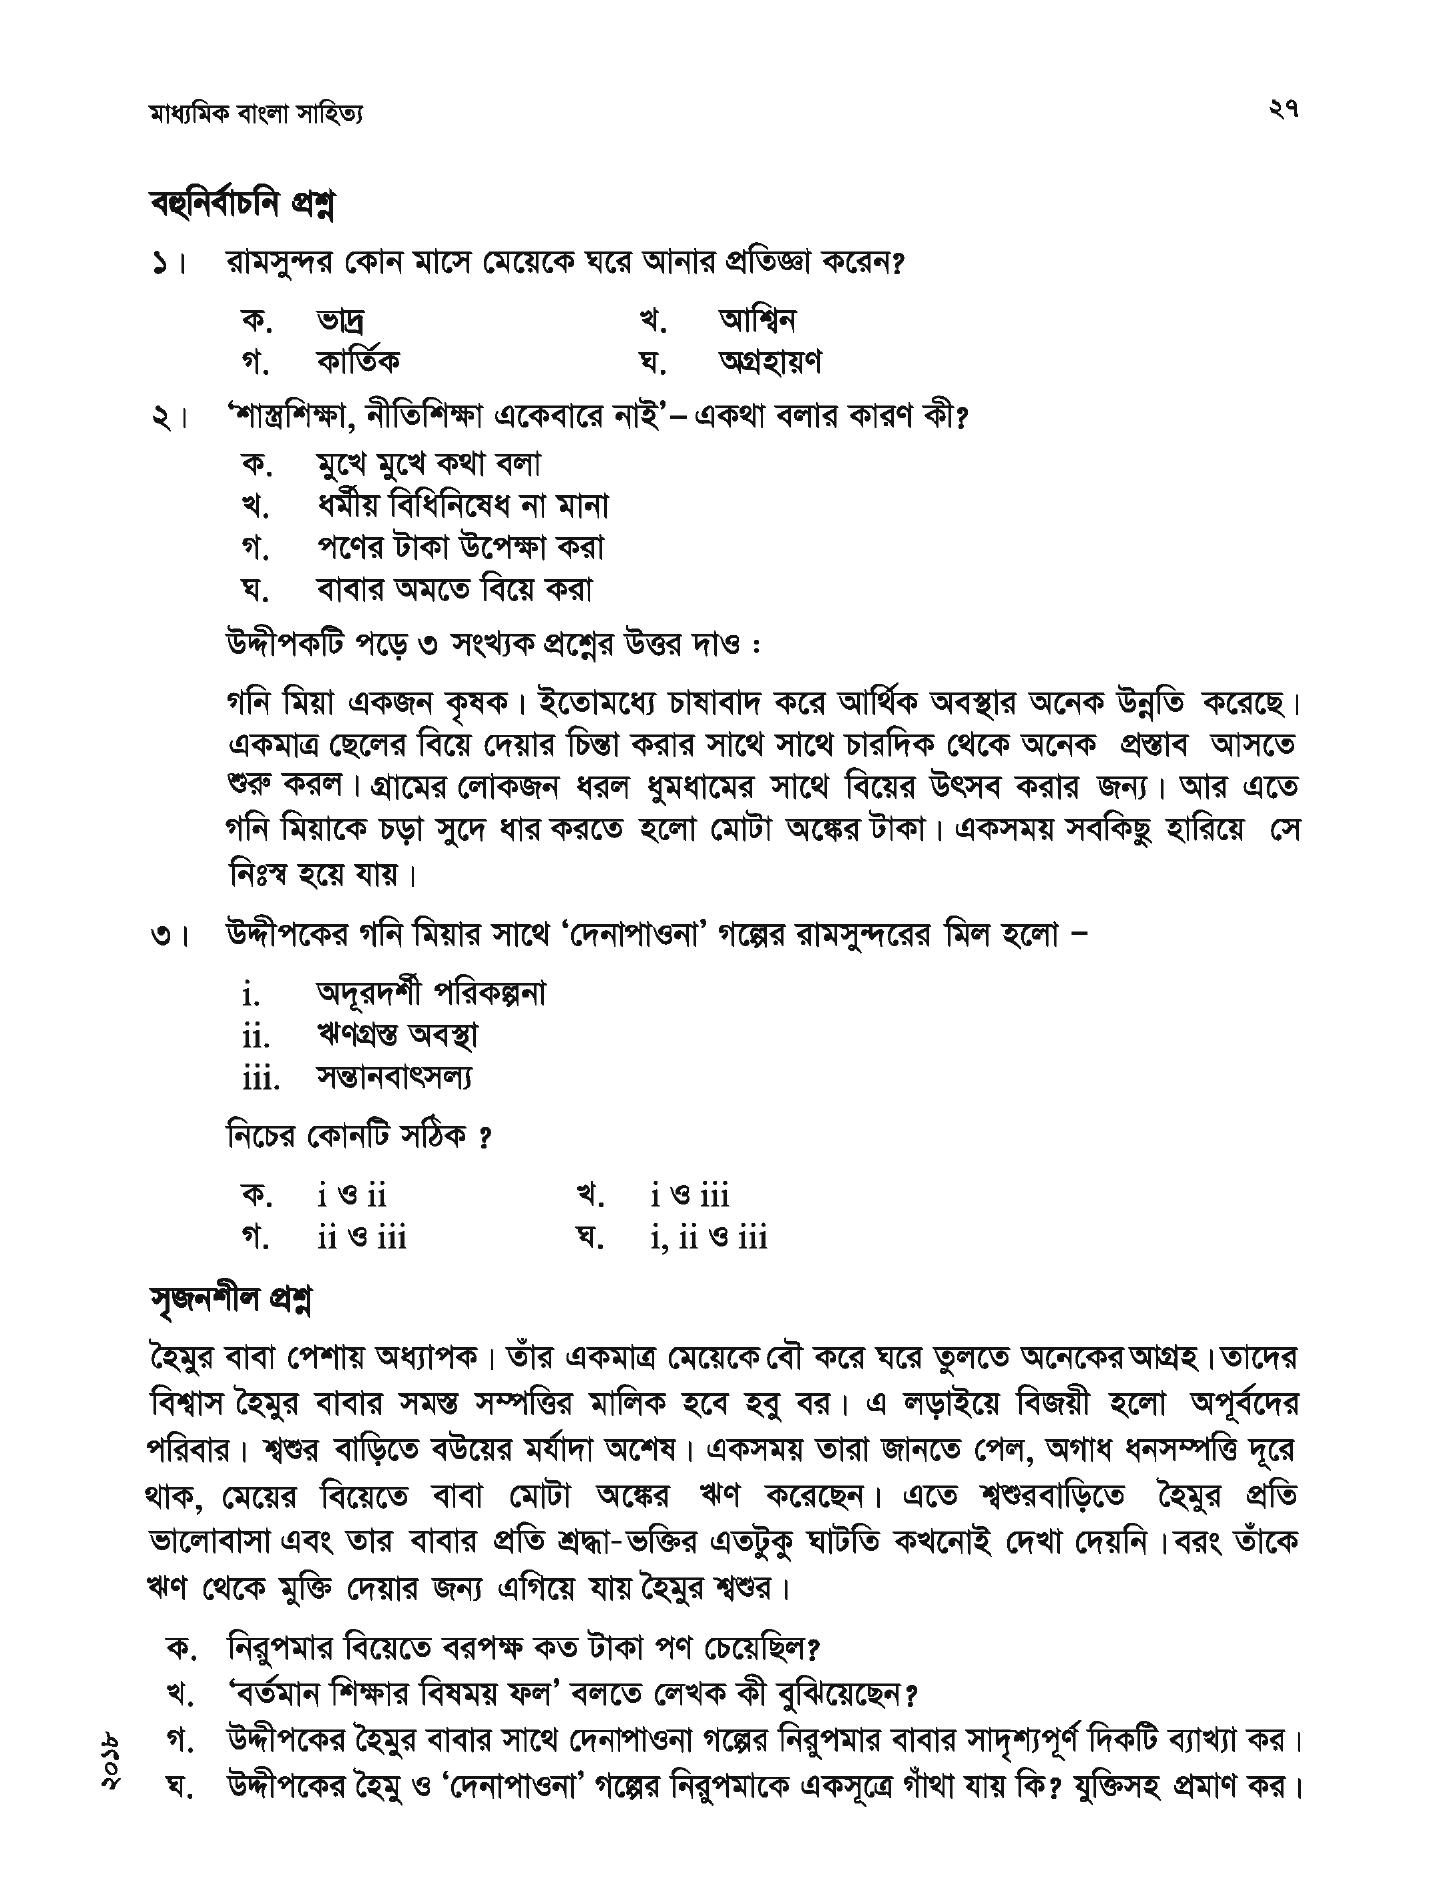 মাধ্যমিক বাংলা সাহিত্য ২৭
বহুনির্বাচনি প্রশ্ন
১। রামসুন্দর কোন মাসে মেয়েকে ঘরে আনার প্রতিজ্ঞা করেন?
ক. ভাদ্র খ. আশ্বিন
গ. কার্তিক ঘ. অগ্রহায়ণ
২। ‘শাস্ত্রশিক্ষা, নীতিশিক্ষা একেবারে নাই’– একথা বলার কারণ কী?
ক. মুখে মুখে কথা বলা
খ. ধর্মীয় বিধিনিষেধ না মানা
গ. পণের টাকা উপেক্ষা করা
ঘ. বাবার অমতে বিয়ে করা
উদ্দীপকটি পড়ে ৩ সংখ্যক প্রশ্নের উত্তর দাও :
গনি মিয়া একজন কৃষক। ইতোমধ্যে চাষাবাদ করে আর্থিক অবস্থার অনেক উন্নতি করেছে।
একমাত্র ছেলের বিয়ে দেয়ার চিন্তা করার সাথে সাথে চারদিক থেকে অনেক প্রস্তাব আসতে
শুরু করল। গ্রামের লোকজন ধরল ধুমধামের সাথে বিয়ের উৎসব করার জন্য। আর এতে
গনি মিয়াকে চড়া সুদে ধার করতে হলো মোটা অঙ্কের টাকা। একসময় সবকিছু হারিয়ে সে
নিঃস্ব হয়ে যায়।
৩। উদ্দীপকের গনি মিয়ার সাথে ‘দেনাপাওনা’ গল্পের রামসুন্দরের মিল হলো –
i. অদূরদর্শী পরিকল্পনা
ii. ঋণগ্রস্ত অবস্থা
iii. সন্তানবাৎসল্য
নিচের কোনটি সঠিক ?
ক. i ও ii খ. i ও iii
গ. ii ও iii ঘ. i, ii ও iii
সৃজনশীল প্রশ্ন
হৈমুর বাবা পেশায় অধ্যাপক। তাঁর একমাত্র মেয়েকে বৌ করে ঘরে তুলতে অনেকের আগ্রহ। তাদের
বিশ্বাস হৈমুর বাবার সমস্ত সম্পত্তির মালিক হবে হবু বর। এ লড়াইয়ে বিজয়ী হলো অপূর্বদের
পরিবার। শ্বশুর বাড়িতে বউয়ের মর্যাদা অশেষ। একসময় তারা জানতে পেল, অগাধ ধনসম্পত্তি দূরে
থাক, মেয়ের বিয়েতে বাবা মোটা অঙ্কের ঋণ করেছেন। এতে শ্বশুরবাড়িতে হৈমুর প্রতি
ভালোবাসা এবং তার বাবার প্রতি শ্রদ্ধা-ভক্তির এতটুকু ঘাটতি কখনোই দেখা দেয়নি। বরং তাঁকে
ঋণ থেকে মুক্তি দেয়ার জন্য এগিয়ে যায় হৈমুর শ্বশুর।
ক. নিরুপমার বিয়েতে বরপক্ষ কত টাকা পণ চেয়েছিল?
খ. ‘বর্তমান শিক্ষার বিষময় ফল’ বলতে লেখক কী বুঝিয়েছেন?
গ. উদ্দীপকের হৈমুর বাবার সাথে দেনাপাওনা গল্পের নিরুপমার বাবার সাদৃশ্যপূর্ণ দিকটি ব্যাখ্যা কর।
ঘ. উদ্দীপকের হৈমু ও ‘দেনাপাওনা’ গল্পের নিরুপমাকে একসূত্রে গাঁথা যায় কি? যুক্তিসহ প্রমাণ কর।
২০১৮